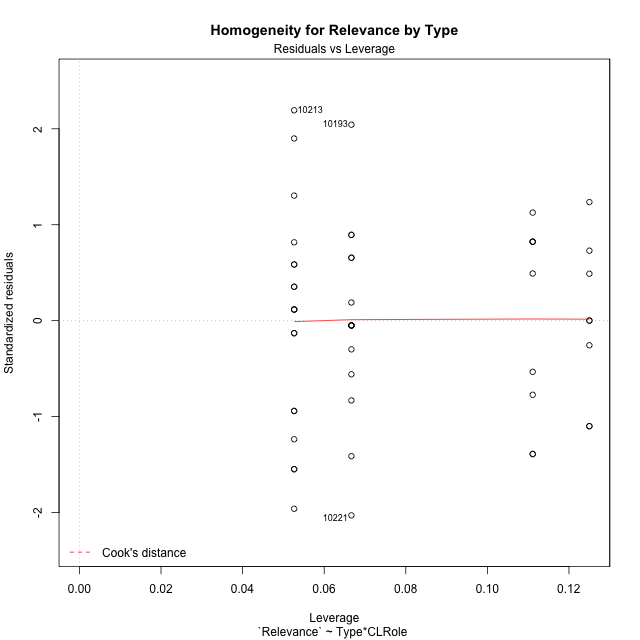 Homogeneity for Relevance by Type
Residuals vs Leverage
Standardized residuals
2
1
0
-1
-2
10213
10193
10221
Cook's distance
0.00 0.02 0.04 0.06 0.08 0.10 0.12
Leverage
`Relevance` ~ Type*CLRole